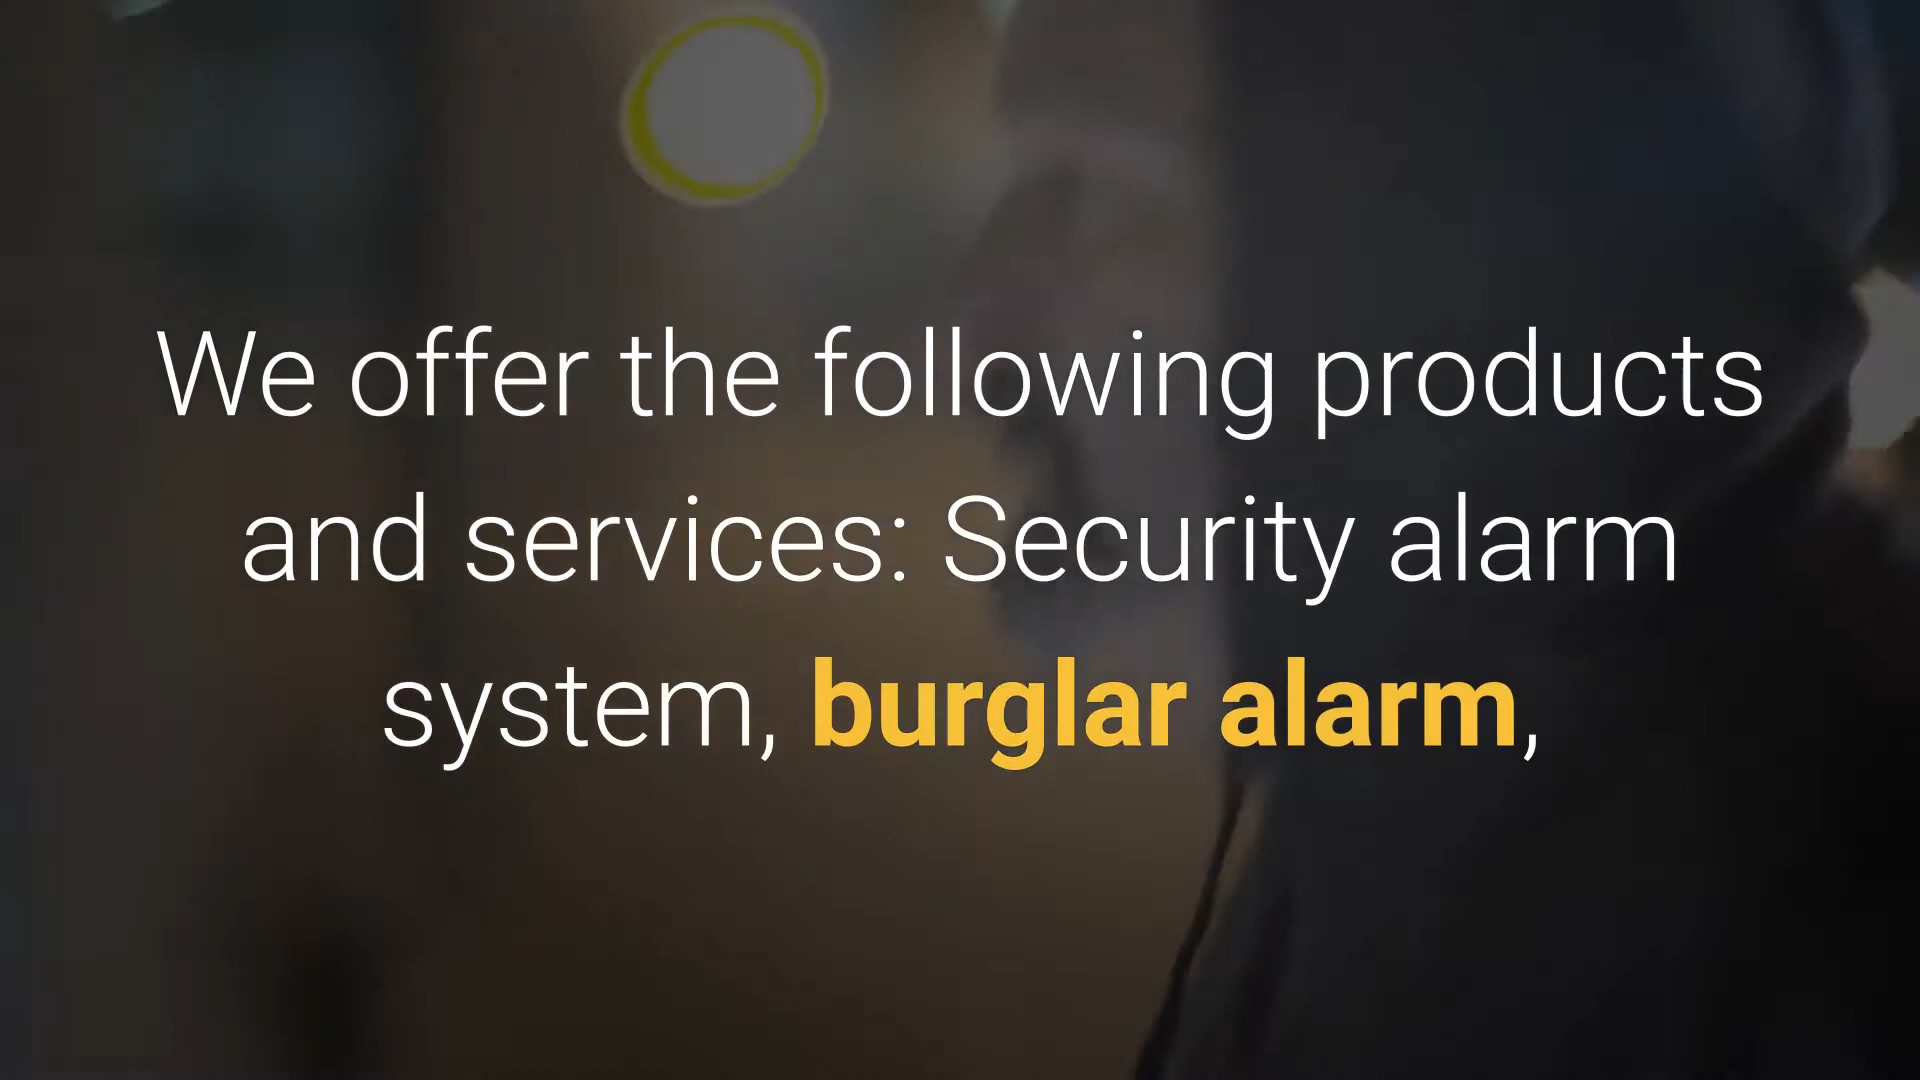 We offer the following products
and services: Security alarm
system, burglar alarm,